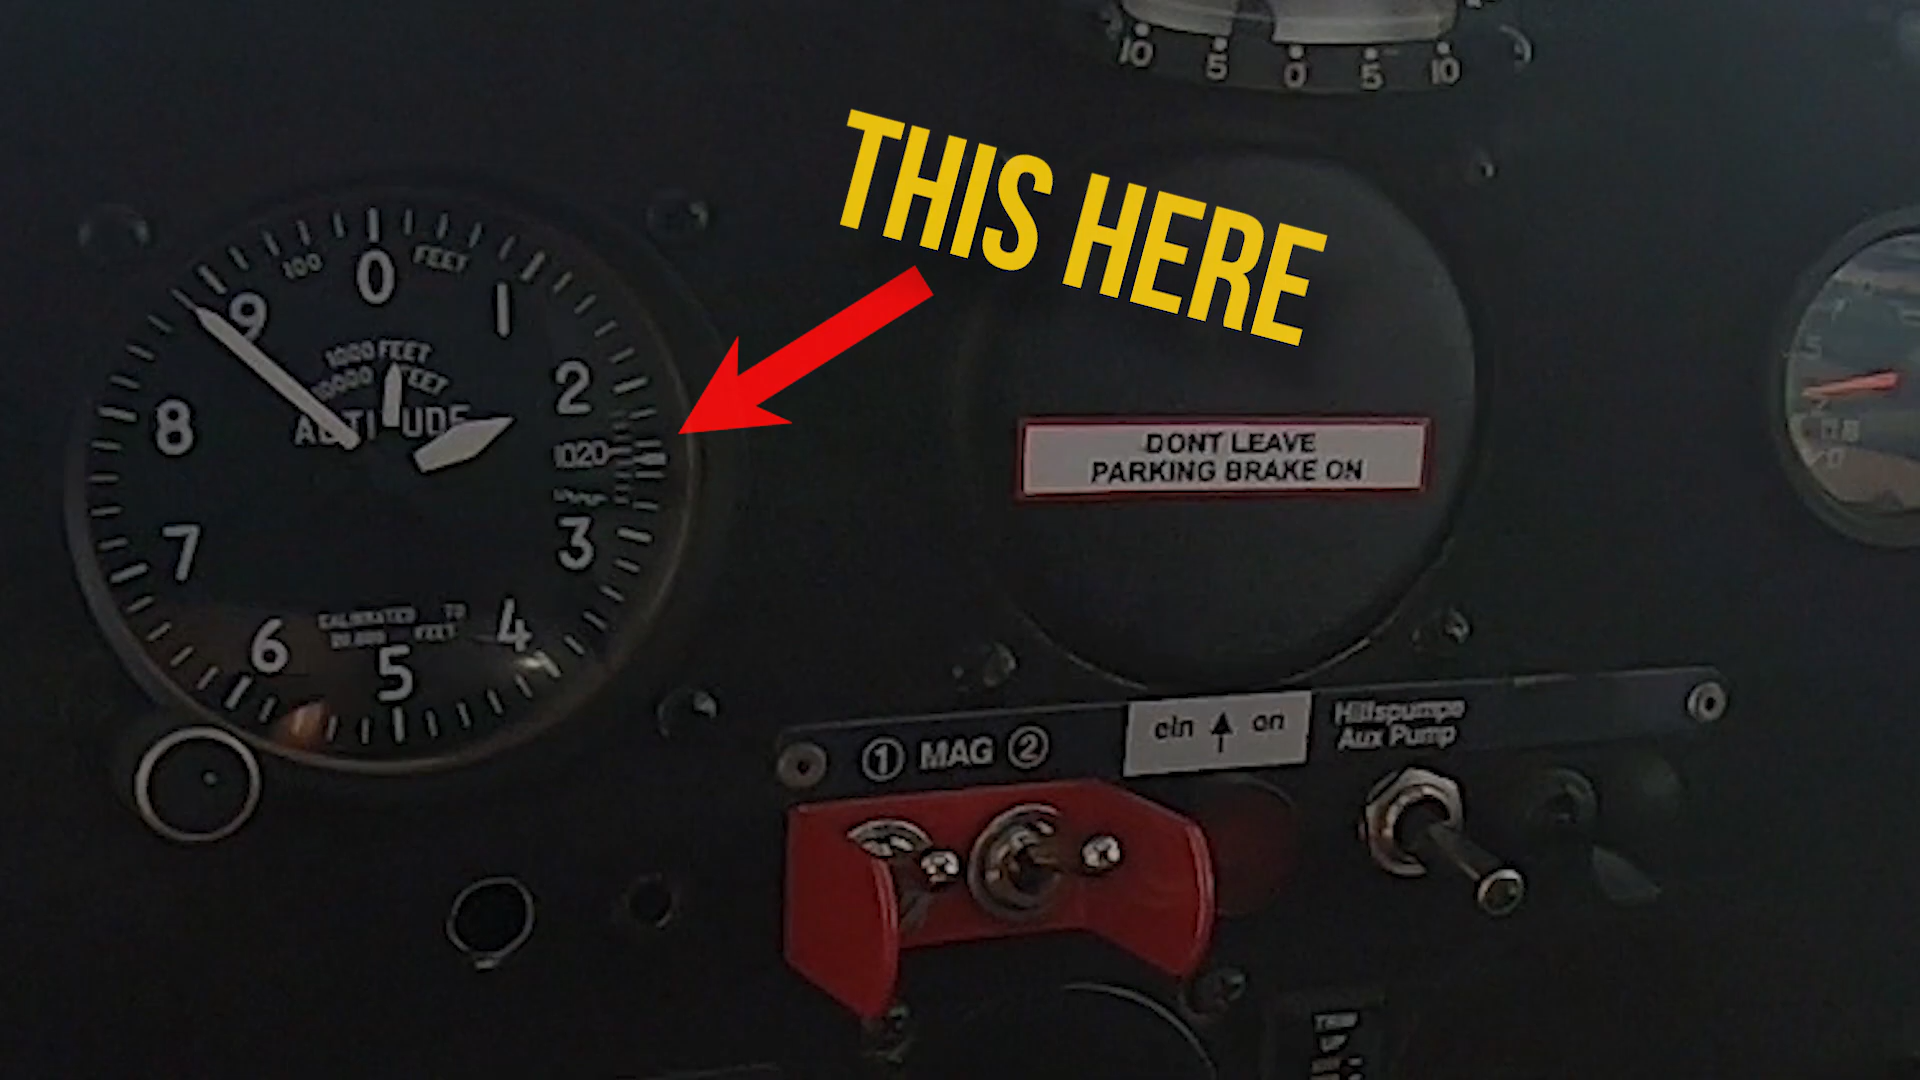 10 5 0 5 10
THIS HERE
100 FEET
0
1
2
3
4
5
6
7
8
9
1000 FEET
10000 FEET
ALTITUDE
1020
CALIBRATED TO
20,000 FEET
DONT LEAVE
PARKING BRAKE ON
① MAG ②
ein ↑ on
Hilfspumpe
Aux Pump
TRIM